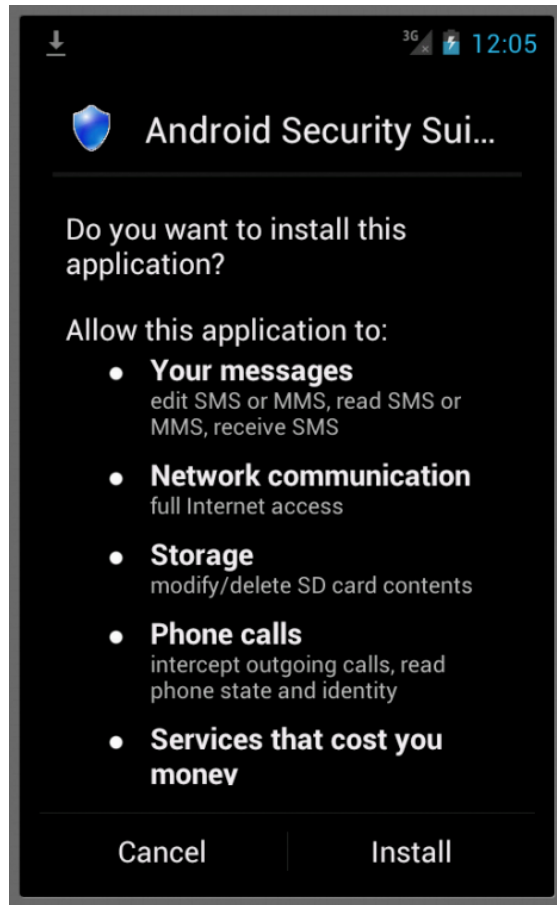 3G 12:05
Android Security Sui...
Do you want to install this
application?
Allow this application to:
• Your messages
edit SMS or MMS, read SMS or
MMS, receive SMS
• Network communication
full Internet access
• Storage
modify/delete SD card contents
• Phone calls
intercept outgoing calls, read
phone state and identity
• Services that cost you
money
Cancel Install